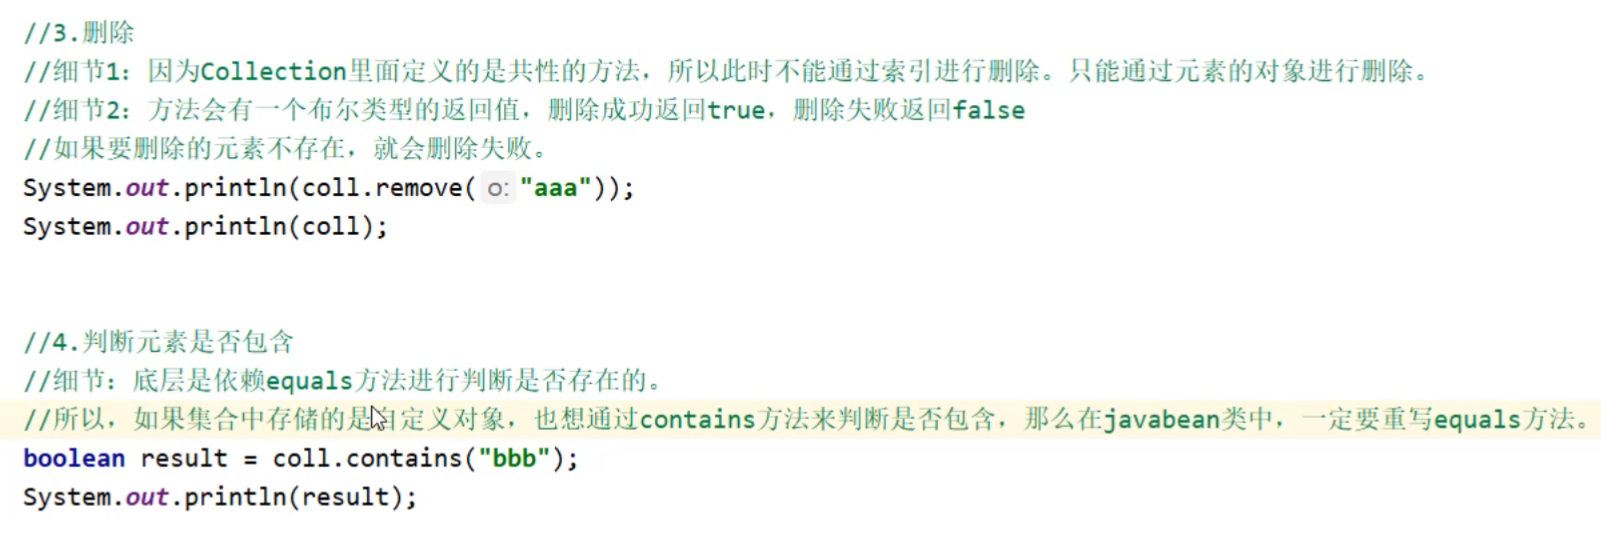 //3.删除
//细节1：因为Collection里面定义的是共性的方法，所以此时不能通过索引进行删除。只能通过元素的对象进行删除。
//细节2：方法会有一个布尔类型的返回值，删除成功返回true，删除失败返回false
//如果要删除的元素不存在，就会删除失败。
System.out.println(coll.remove( o: "aaa"));
System.out.println(coll);
//4.判断元素是否包含
//细节：底层是依赖equals方法进行判断是否存在的。
//所以，如果集合中存储的是自定义对象，也想通过contains方法来判断是否包含，那么在javabean类中，一定要重写equals方法。
boolean result = coll.contains("bbb");
System.out.println(result);